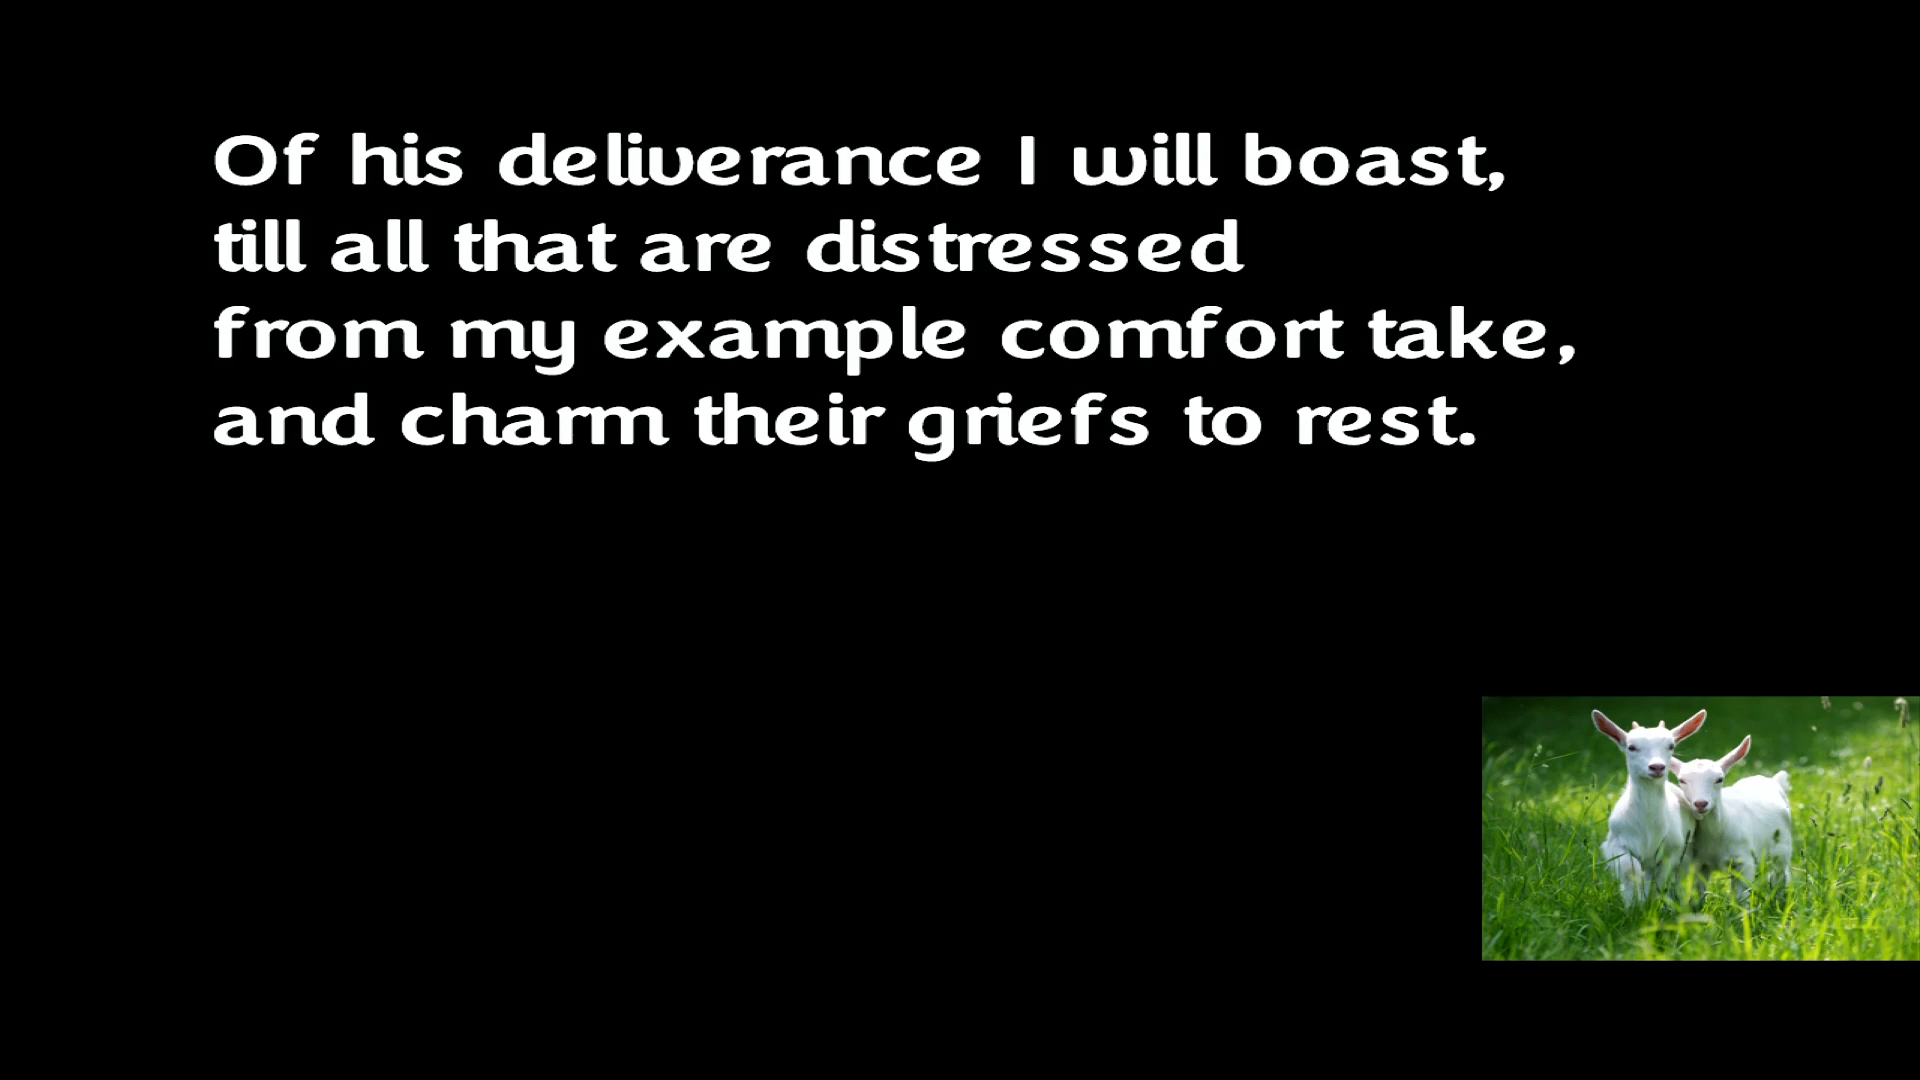 Of his deliverance I will boast,
till all that are distressed
from my example comfort take,
and charm their griefs to rest.